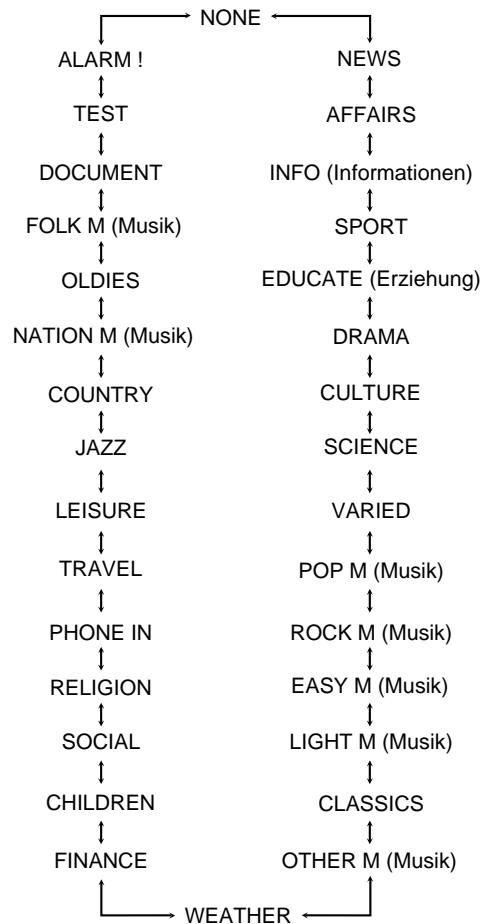 NONE
ALARM ! NEWS
TEST AFFAIRS
DOCUMENT INFO (Informationen)
FOLK M (Musik) SPORT
OLDIES EDUCATE (Erziehung)
NATION M (Musik) DRAMA
COUNTRY CULTURE
JAZZ SCIENCE
LEISURE VARIED
TRAVEL POP M (Musik)
PHONE IN ROCK M (Musik)
RELIGION EASY M (Musik)
SOCIAL LIGHT M (Musik)
CHILDREN CLASSICS
FINANCE OTHER M (Musik)
WEATHER